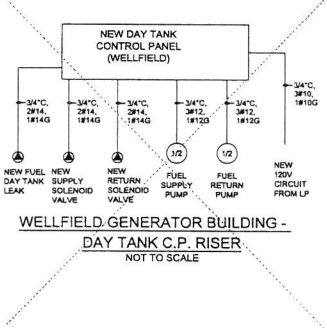 NEW DAY TANK
CONTROL PANEL
(WELLFIELD)
3/4"C,
2#14,
1#14G
3/4"C,
2#14,
1#14G
3/4"C,
2#14,
1#14G
3/4"C,
3#12,
1#12G
3/4"C,
3#12,
1#12G
3/4"C,
3#10,
1#10G
1/2
1/2
NEW FUEL
DAY TANK
LEAK
NEW
SUPPLY
SOLENOID
VALVE
NEW
RETURN
SOLENOID
VALVE
FUEL
SUPPLY
PUMP
FUEL
RETURN
PUMP
NEW
120V
CIRCUIT
FROM LP
WELLFIELD GENERATOR BUILDING -
DAY TANK C.P. RISER
NOT TO SCALE